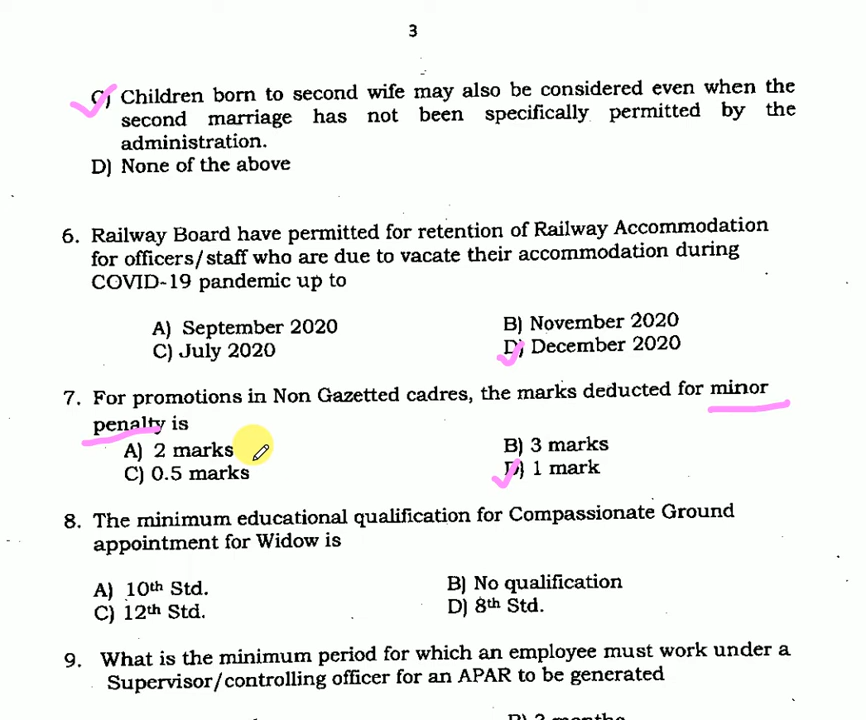 3
C) Children born to second wife may also be considered even when the
second marriage has not been specifically permitted by the
administration.
D) None of the above
6. Railway Board have permitted for retention of Railway Accommodation
for officers/staff who are due to vacate their accommodation during
COVID-19 pandemic up to
A) September 2020 B) November 2020
C) July 2020 D) December 2020
7. For promotions in Non Gazetted cadres, the marks deducted for minor
penalty is
A) 2 marks B) 3 marks
C) 0.5 marks D) 1 mark
8. The minimum educational qualification for Compassionate Ground
appointment for Widow is
A) 10th Std. B) No qualification
C) 12th Std. D) 8th Std.
9. What is the minimum period for which an employee must work under a
Supervisor/controlling officer for an APAR to be generated